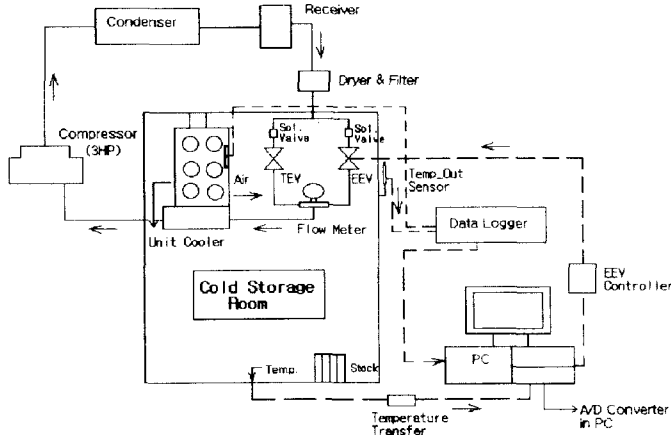 Receiver
Condenser
Dryer & Filter
Compressor
(3HP)
Sol.
Valve
Sol.
Valve
Air
TEV
EEV
Temp_Out
Sensor
Unit Cooler
Flow Meter
Data Logger
EEV
Controller
Cold Storage
Room
PC
Temp.
Stock
Temperature
Transfer
A/D Converter
in PC